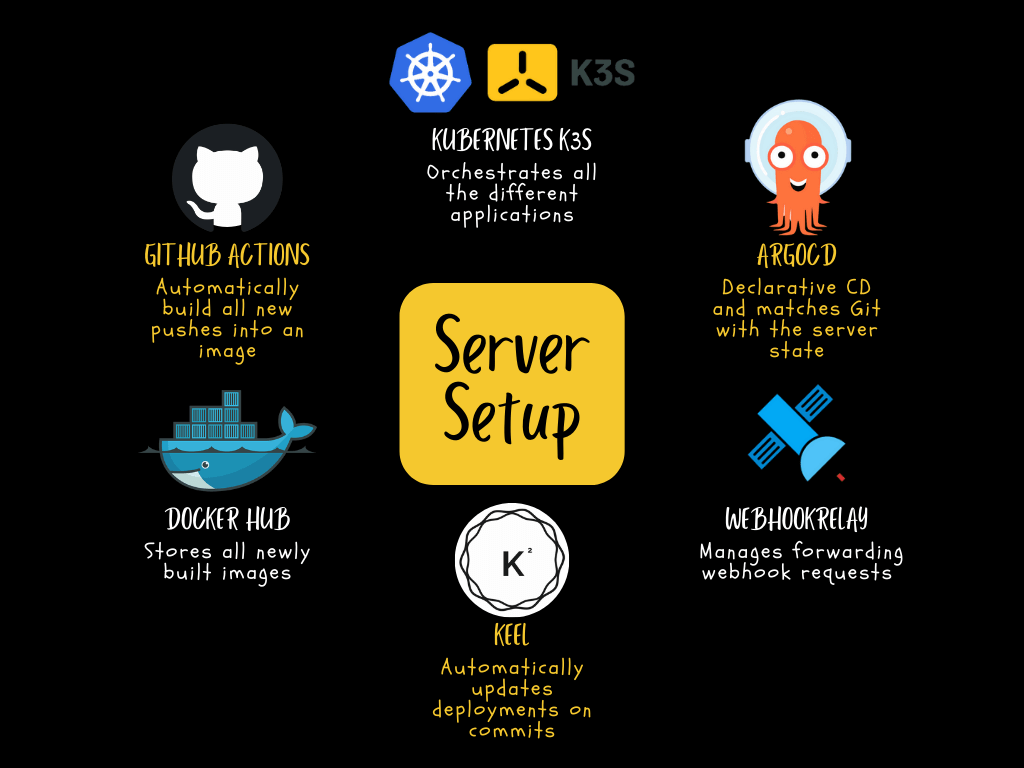 K3S
KUBERNETES K3S
Orchestrates all
the different
applications
GITHUB ACTIONS
Automatically
build all new
pushes into an
image
ARGOCD
Declarative CD
and matches Git
with the server
state
Server
Setup
DOCKER HUB
Stores all newly
built images
WEBHOOKRELAY
Manages forwarding
webhook requests
K²
KEEL
Automatically
updates
deployments on
commits